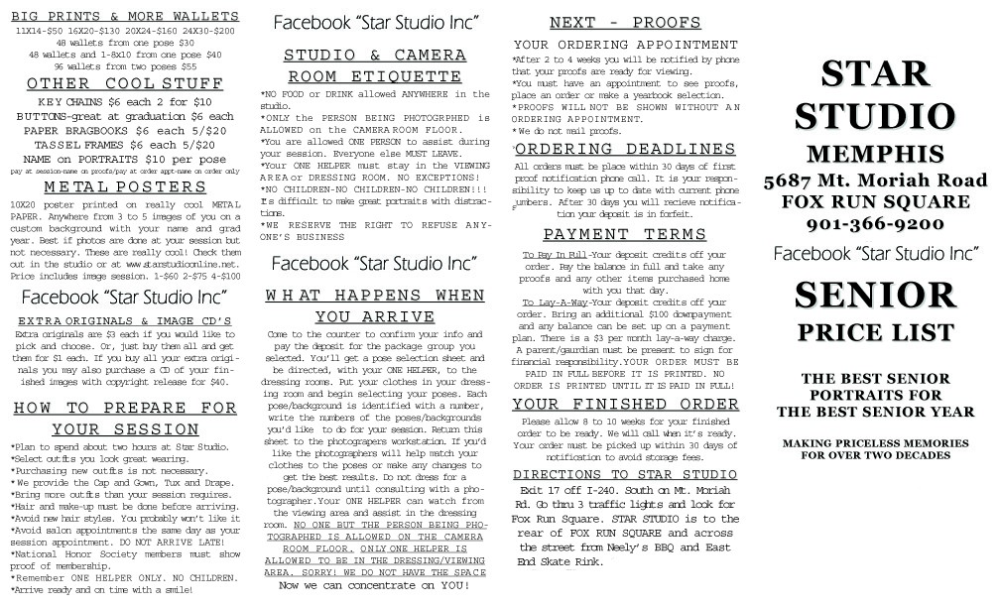 BIG PRINTS & MORE WALLETS
11X14-$50 16X20-$130 20X24-$160 24X30-$200
48 wallets from one pose $30
48 wallets and 1-8x10 from one pose $40
96 wallets from two poses $55
OTHER COOL STUFF
KEY CHAINS $6 each 2 for $10
BUTTONS-great at graduation $6 each
PAPER BRAGBOOKS $6 each 5/$20
TASSEL FRAMES $6 each 5/$20
NAME on PORTRAITS $10 per pose
pay at session-name on proofs/pay at order appt-name on order only
METAL POSTERS
10X20 poster printed on really cool METAL
PAPER. Anywhere from 3 to 5 images of you on a
custom background with your name and grad
year. Best if photos are done at your session but
not necessary. These are really cool! Check them
out in the studio or at www.starstudioonline.net.
Price includes image session. 1-$60 2-$75 4-$100
Facebook "Star Studio Inc"
EXTRA ORIGINALS & IMAGE CD'S
Extra originals are $3 each if you would like to
pick and choose. Or, just buy them all and get
them for $1 each. If you buy all your extra origi-
nals you may also purchase a CD of your fin-
ished images with copyright release for $40.
HOW TO PREPARE FOR
YOUR SESSION
*Plan to spend about two hours at Star Studio.
*Select outfits you look great wearing.
*Purchasing new outfits is not necessary.
*We provide the Cap and Gown, Tux and Drape.
*Bring more outfits than your session requires.
*Hair and make-up must be done before arriving.
*Avoid new hair styles. You probably won't like it
*Avoid salon appointments the same day as your
session appointment. DO NOT ARRIVE LATE!
*National Honor Society members must show
proof of membership.
*Remember ONE HELPER ONLY. NO CHILDREN.
*Arrive ready and on time with a smile!
Facebook "Star Studio Inc"
STUDIO & CAMERA
ROOM ETIQUETTE
*NO FOOD or DRINK allowed ANYWHERE in the
studio.
*ONLY the PERSON BEING PHOTOGRPHED is
ALLOWED on the CAMERA ROOM FLOOR.
*You are allowed ONE PERSON to assist during
your session. Everyone else MUST LEAVE.
*Your ONE HELPER must stay in the VIEWING
AREA or DRESSING ROOM. NO EXCEPTIONS!
*NO CHILDREN-NO CHILDREN-NO CHILDREN!!!
It's difficult to make great portraits with distrac-
tions.
*WE RESERVE THE RIGHT TO REFUSE ANY-
ONE'S BUSINESS
Facebook "Star Studio Inc"
WHAT HAPPENS WHEN
YOU ARRIVE
Come to the counter to confirm your info and
pay the deposit for the package group you
selected. You'll get a pose selection sheet and
be directed, with your ONE HELPER, to the
dressing rooms. Put your clothes in your dress-
ing room and begin selecting your poses. Each
pose/background is identified with a number,
write the numbers of the poses/backgrounds
you'd like to do for your session. Return this
sheet to the photograpers workstation. If you'd
like the photographers will help match your
clothes to the poses or make any changes to
get the best results. Do not dress for a
pose/background until consulting with a pho-
tographer.Your ONE HELPER can watch from
the viewing area and assist in the dressing
room. NO ONE BUT THE PERSON BEING PHO-
TOGRAPHED IS ALLOWED ON THE CAMERA
ROOM FLOOR. ONLY ONE HELPER IS
ALLOWED TO BE IN THE DRESSING/VIEWING
AREA. SORRY! WE DO NOT HAVE THE SPACE
Now we can concentrate on YOU!
NEXT - PROOFS
YOUR ORDERING APPOINTMENT
*After 2 to 4 weeks you will be notified by phone
that your proofs are ready for viewing.
*You must have an appointment to see proofs,
place an order or make a yearbook selection.
*PROOFS WILL NOT BE SHOWN WITHOUT AN
ORDERING APPOINTMENT.
*We do not mail proofs.
ORDERING DEADLINES
All orders must be place within 30 days of first
proof notification phone call. It is your respon-
sibility to keep us up to date with current phone
numbers. After 30 days you will recieve notifica-
tion your deposit is in forfeit.
PAYMENT TERMS
To Pay In Full-Your deposit credits off your
order. Pay the balance in full and take any
proofs and any other items purchased home
with you that day.
To Lay-A-Way-Your deposit credits off your
order. Bring an additional $100 downpayment
and any balance can be set up on a payment
plan. There is a $3 per month lay-a-way charge.
A parent/gaurdian must be present to sign for
financial responsibility.YOUR ORDER MUST BE
PAID IN FULL BEFORE IT IS PRINTED. NO
ORDER IS PRINTED UNTIL IT IS PAID IN FULL!
YOUR FINISHED ORDER
Please allow 8 to 10 weeks for your finished
order to be ready. We will call when it's ready.
Your order must be picked up within 30 days of
notification to avoid storage fees.
DIRECTIONS TO STAR STUDIO
Exit 17 off I-240. South on Mt. Moriah
Rd. Go thru 3 traffic lights and look for
Fox Run Square. STAR STUDIO is to the
rear of FOX RUN SQUARE and across
the street from Neely's BBQ and East
End Skate Rink.
STAR
STUDIO
MEMPHIS
5687 Mt. Moriah Road
FOX RUN SQUARE
901-366-9200
Facebook "Star Studio Inc"
SENIOR
PRICE LIST
THE BEST SENIOR
PORTRAITS FOR
THE BEST SENIOR YEAR
MAKING PRICELESS MEMORIES
FOR OVER TWO DECADES